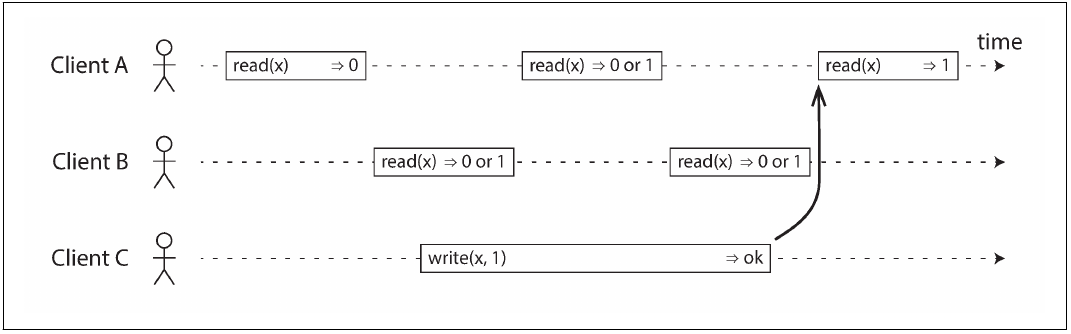 time
Client A read(x) ⇒ 0 read(x) ⇒ 0 or 1 read(x) ⇒ 1
Client B read(x) ⇒ 0 or 1 read(x) ⇒ 0 or 1
Client C write(x, 1) ⇒ ok